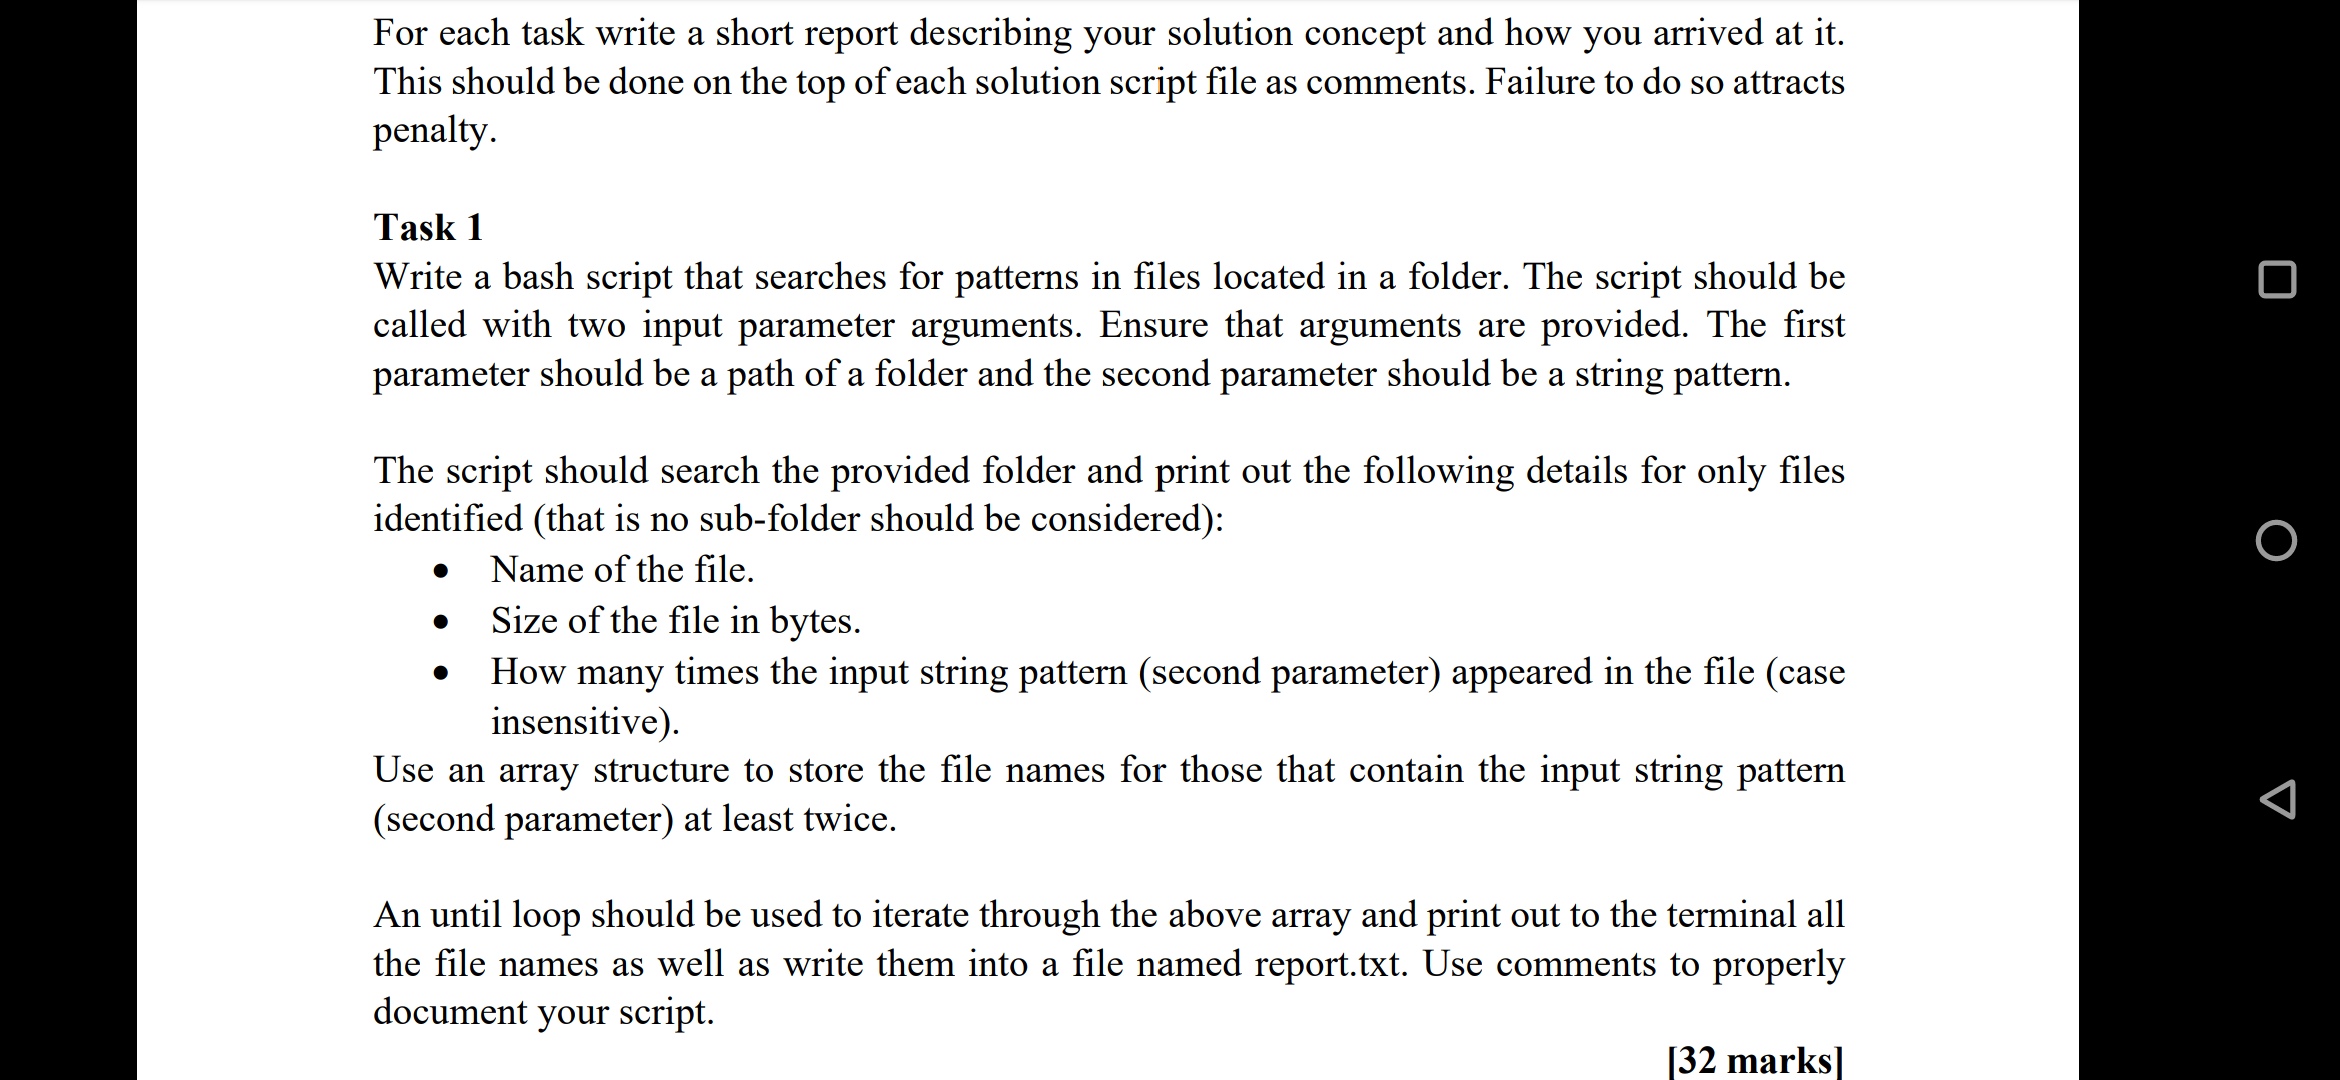 For each task write a short report describing your solution concept and how you arrived at it.
This should be done on the top of each solution script file as comments. Failure to do so attracts
penalty.
Task 1
Write a bash script that searches for patterns in files located in a folder. The script should be
called with two input parameter arguments. Ensure that arguments are provided. The first
parameter should be a path of a folder and the second parameter should be a string pattern.
The script should search the provided folder and print out the following details for only files
identified (that is no sub-folder should be considered):
• Name of the file.
• Size of the file in bytes.
• How many times the input string pattern (second parameter) appeared in the file (case
insensitive).
Use an array structure to store the file names for those that contain the input string pattern
(second parameter) at least twice.
An until loop should be used to iterate through the above array and print out to the terminal all
the file names as well as write them into a file named report.txt. Use comments to properly
document your script.
[32 marks]